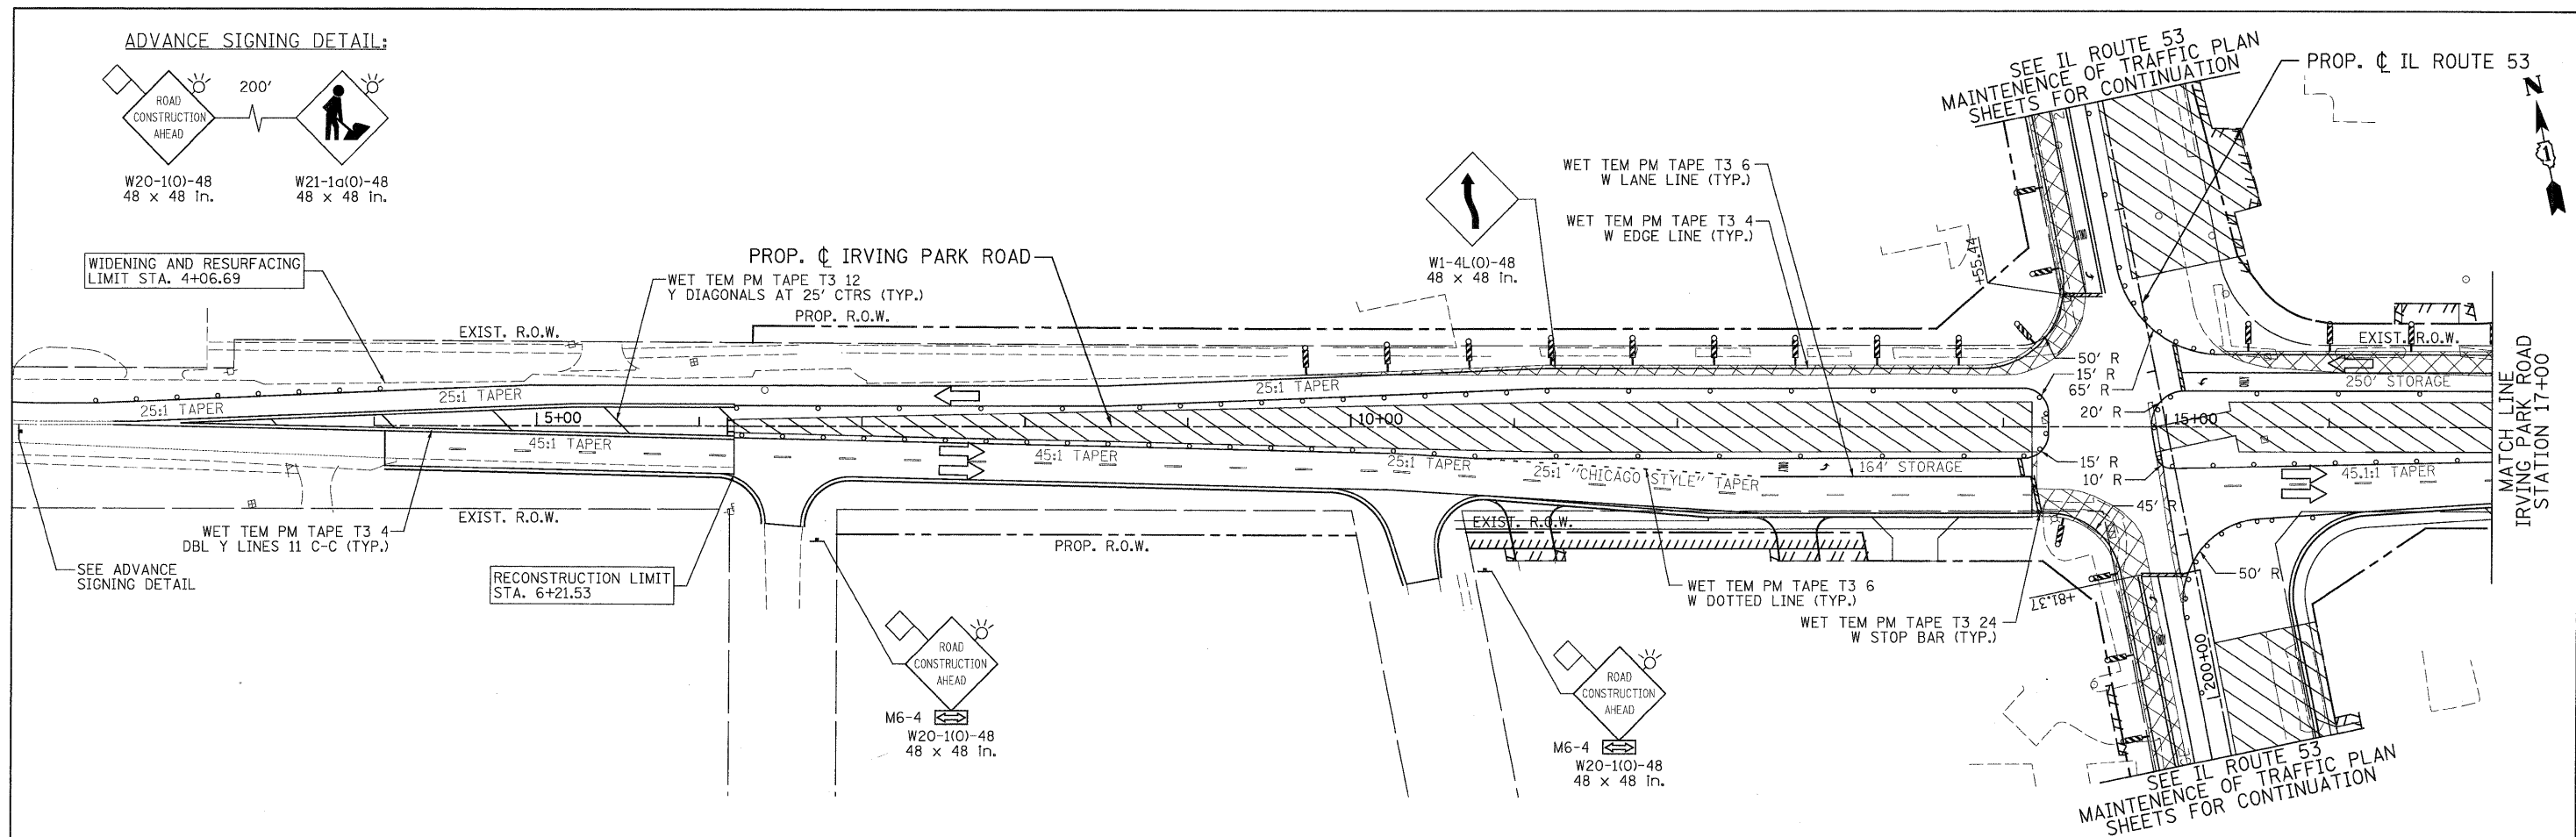 ADVANCE SIGNING DETAIL:
ROAD
CONSTRUCTION
AHEAD
200'
W20-1(O)-48
48 x 48 in.
W21-1a(O)-48
48 x 48 in.
SEE IL ROUTE 53
MAINTENENCE OF TRAFFIC PLAN
SHEETS FOR CONTINUATION
PROP. ℄ IL ROUTE 53
N
WET TEM PM TAPE T3 6
W LANE LINE (TYP.)
WET TEM PM TAPE T3 4
W EDGE LINE (TYP.)
W1-4L(O)-48
48 x 48 in.
+55.44
WIDENING AND RESURFACING
LIMIT STA. 4+06.69
PROP. ℄ IRVING PARK ROAD
WET TEM PM TAPE T3 12
Y DIAGONALS AT 25' CTRS (TYP.)
PROP. R.O.W.
EXIST. R.O.W.
EXIST. R.O.W.
50' R
15' R
65' R
20' R
250' STORAGE
25:1 TAPER
25:1 TAPER
25:1 TAPER
5+00
10+00
15+00
45:1 TAPER
45:1 TAPER
25:1 TAPER
25:1 "CHICAGO STYLE" TAPER
164' STORAGE
15' R
10' R
45' R
45.1:1 TAPER
MATCH LINE
IRVING PARK ROAD
STATION 17+00
EXIST. R.O.W.
EXIST. R.O.W.
PROP. R.O.W.
WET TEM PM TAPE T3 4
DBL Y LINES 11 C-C (TYP.)
SEE ADVANCE
SIGNING DETAIL
RECONSTRUCTION LIMIT
STA. 6+21.53
WET TEM PM TAPE T3 6
W DOTTED LINE (TYP.)
WET TEM PM TAPE T3 24
W STOP BAR (TYP.)
50' R
+81.37
200+00
ROAD
CONSTRUCTION
AHEAD
M6-4
W20-1(O)-48
48 x 48 in.
ROAD
CONSTRUCTION
AHEAD
M6-4
W20-1(O)-48
48 x 48 in.
SEE IL ROUTE 53
MAINTENENCE OF TRAFFIC PLAN
SHEETS FOR CONTINUATION